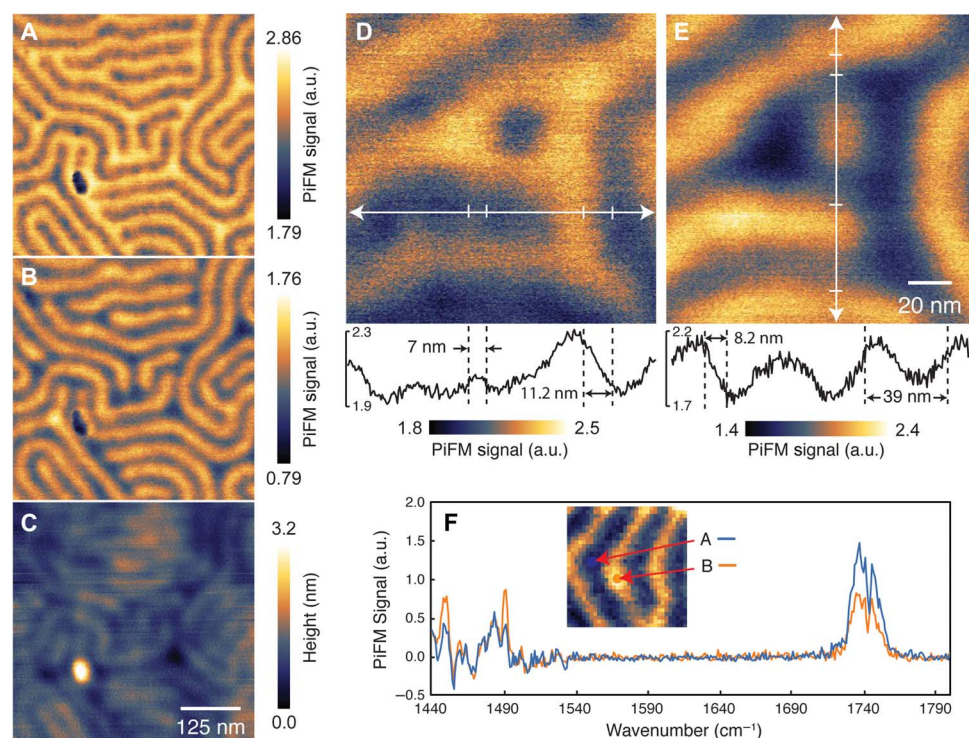 A
2.86
PiFM signal (a.u.)
1.79
B
1.76
PiFM signal (a.u.)
0.79
C
3.2
Height (nm)
0.0
125 nm
D
E
20 nm
2.3
7 nm
11.2 nm
1.9
2.2
8.2 nm
39 nm
1.7
1.8
2.5
PiFM signal (a.u.)
1.4
2.4
PiFM signal (a.u.)
F
2.0
1.5
1.0
0.5
0.0
−0.5
PiFM Signal (a.u.)
A
B
1440
1490
1540
1590
1640
1690
1740
1790
Wavenumber (cm⁻¹)